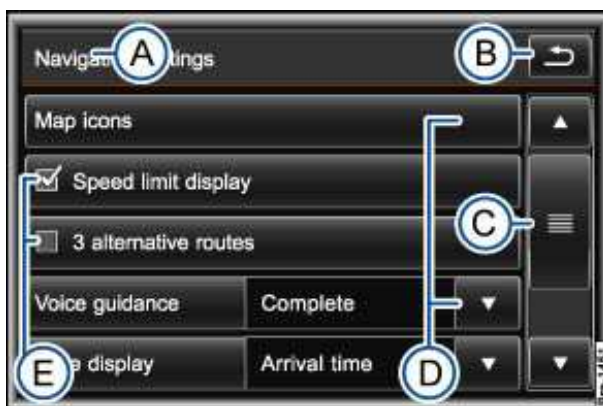 A
B
Map icons
Speed limit display
C
3 alternative routes
Voice guidance Complete
E display Arrival time D